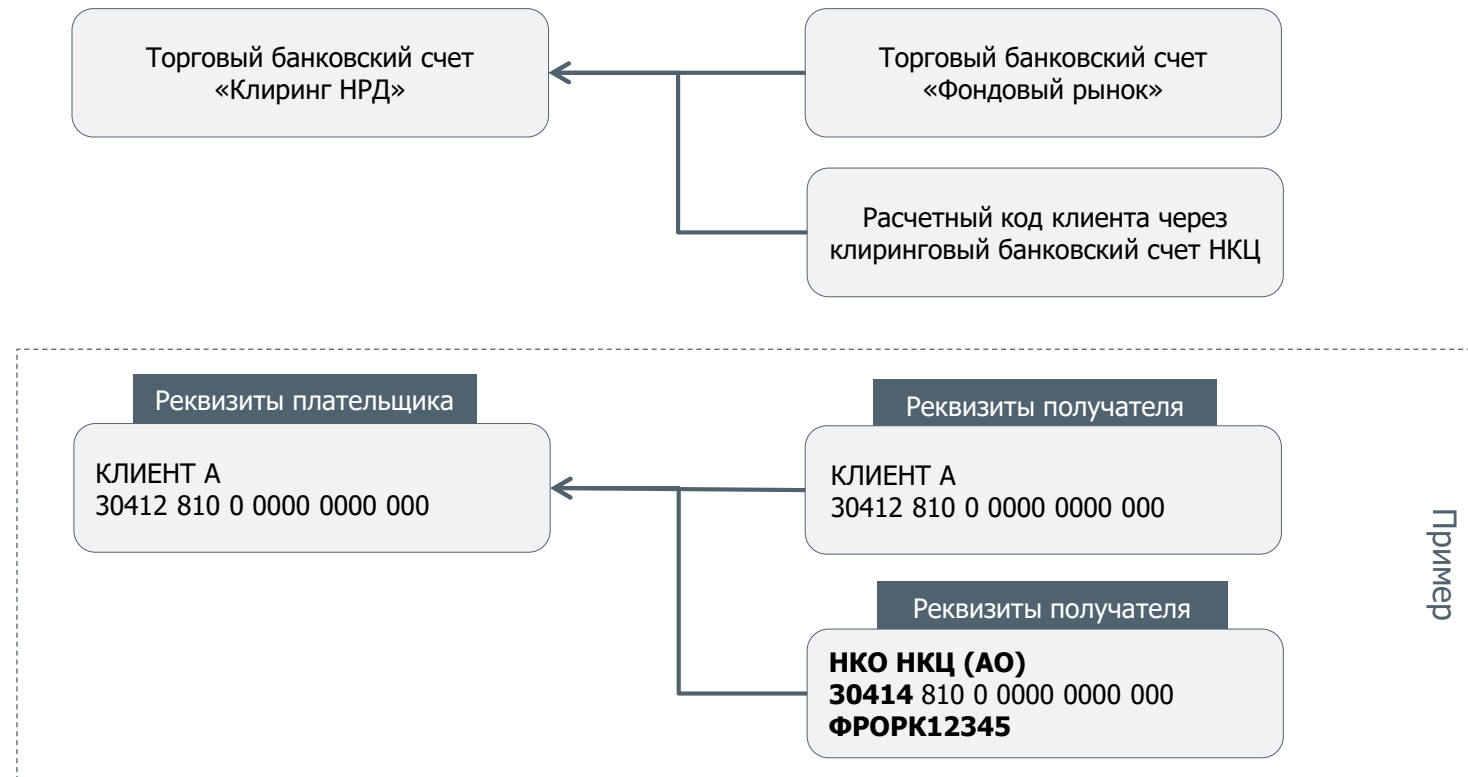 Торговый банковский счет
«Клиринг НРД»
Торговый банковский счет
«Фондовый рынок»
Расчетный код клиента через
клиринговый банковский счет НКЦ
Реквизиты плательщика
КЛИЕНТ А
30412 810 0 0000 0000 000
Реквизиты получателя
КЛИЕНТ А
30412 810 0 0000 0000 000
Реквизиты получателя
НКО НКЦ (АО)
30414 810 0 0000 0000 000
ФРОРК12345
Пример